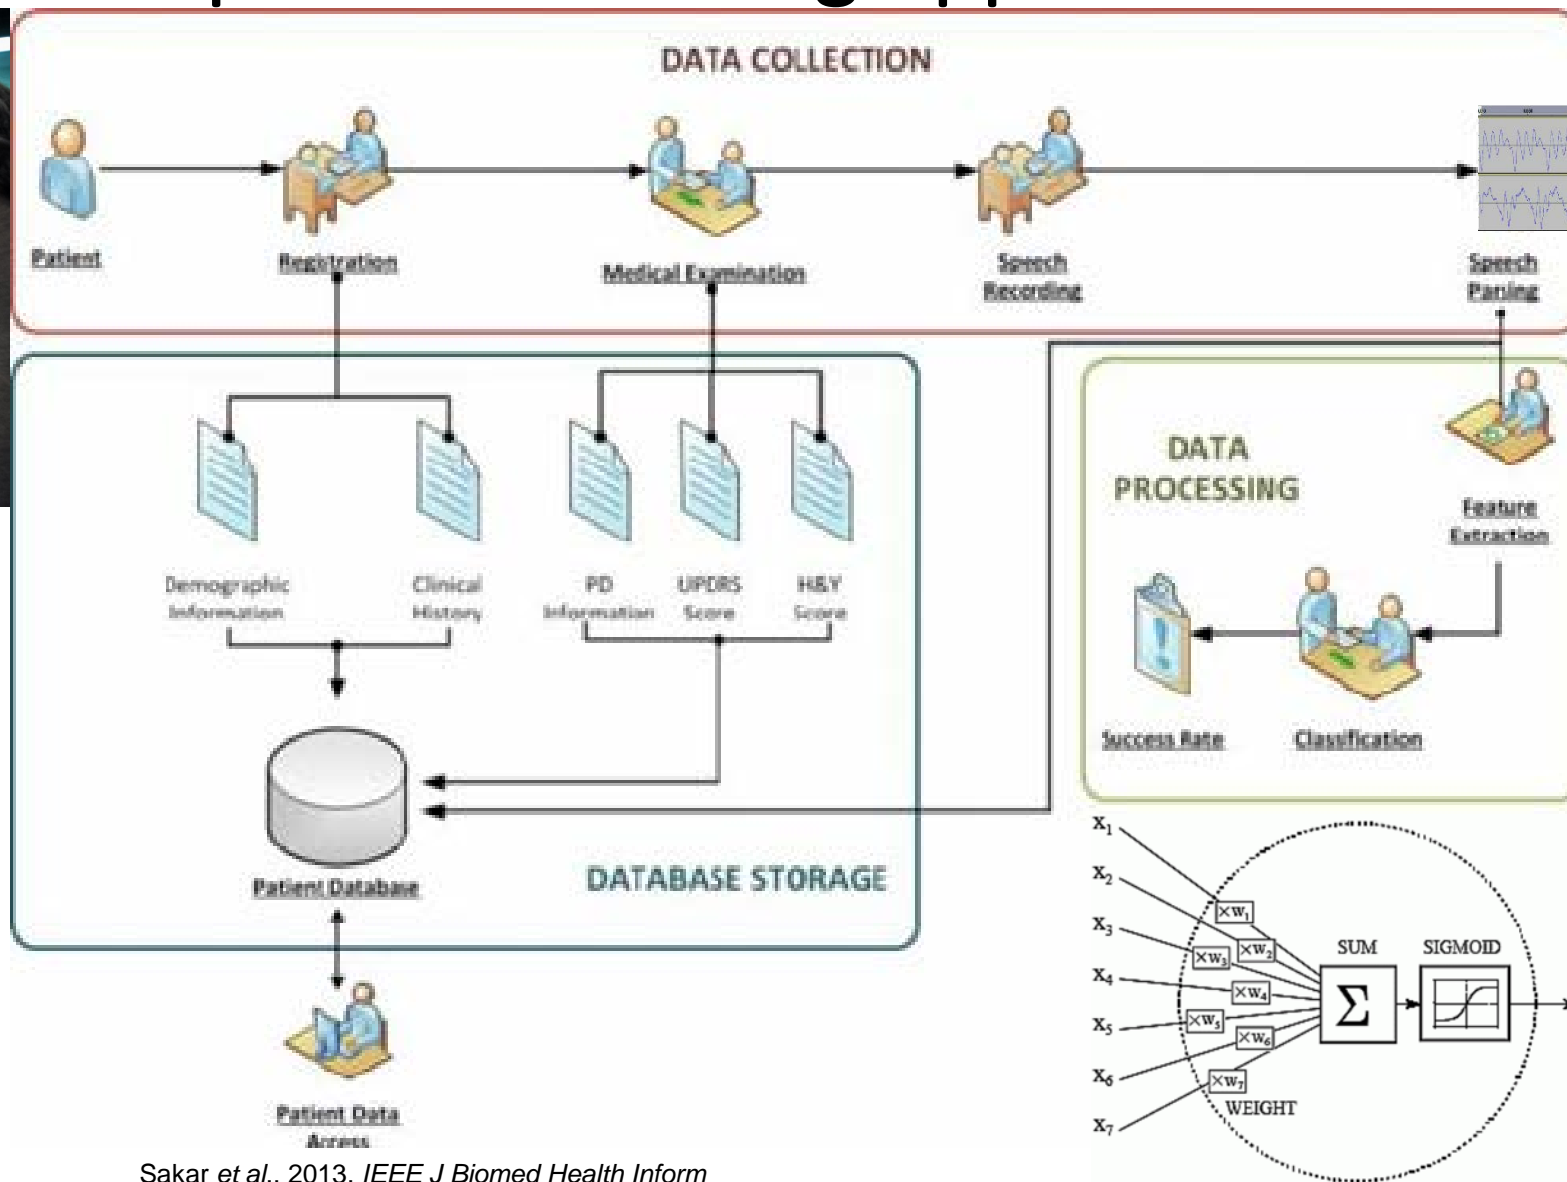 DATA COLLECTION
Patient
Registration
Medical Examination
Speech
Recording
Speech
Parsing
DATA
PROCESSING
Feature
Extraction
Demographic
Information
Clinical
History
PD
Information
UPDRS
Score
H&Y
Score
Success Rate
Classification
Patient Database
DATABASE STORAGE
Patient Data
Access
X1
X2
X3
X4
X5
X6
X7
×W1
×W2
×W3
×W4
×W5
×W6
×W7
WEIGHT
SUM
Σ
SIGMOID
Sakar et al., 2013, IEEE J Biomed Health Inform